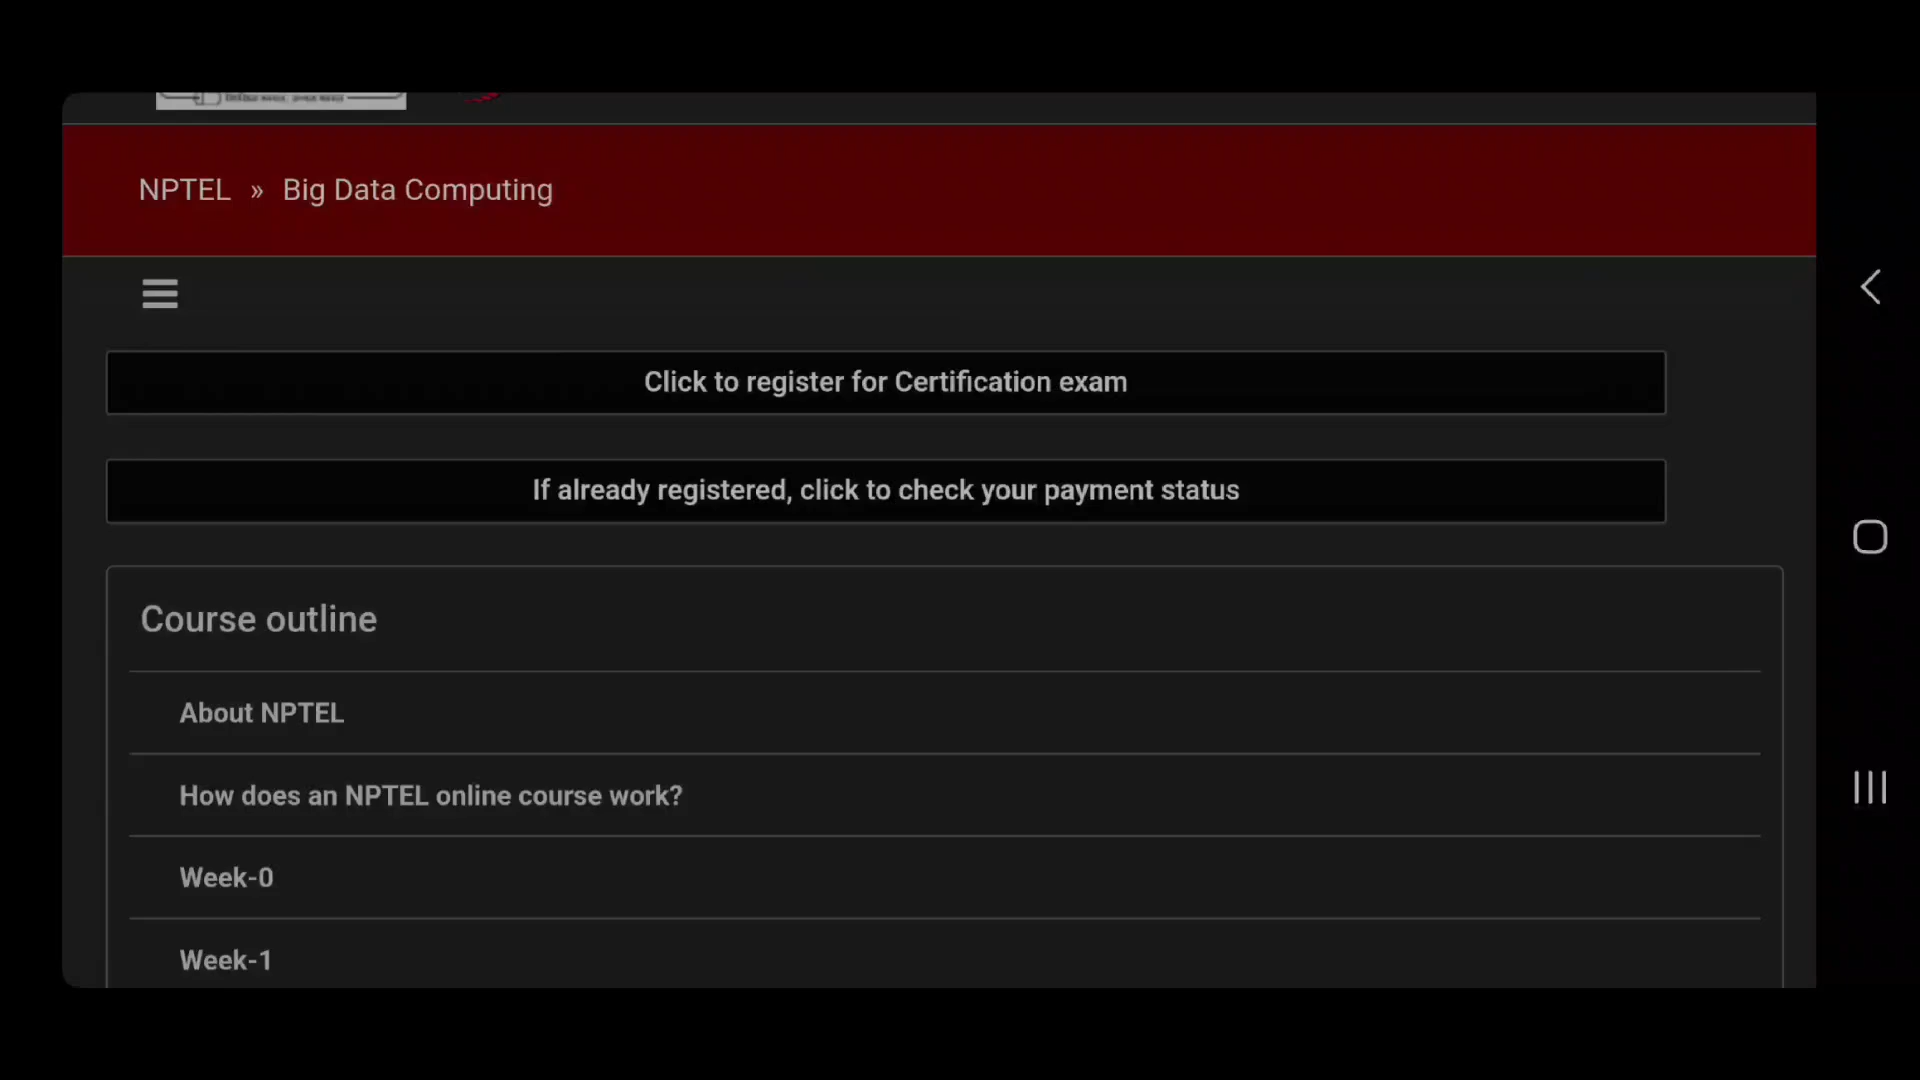 NPTEL » Big Data Computing
Click to register for Certification exam
If already registered, click to check your payment status
Course outline
About NPTEL
How does an NPTEL online course work?
Week-0
Week-1